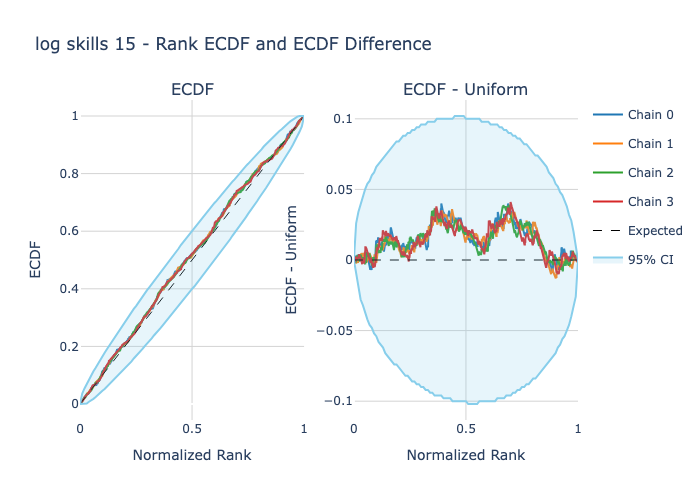 log skills 15 - Rank ECDF and ECDF Difference
ECDF
ECDF - Uniform
ECDF
1
0.8
0.6
0.4
0.2
0
0
0.5
1
Normalized Rank
ECDF - Uniform
0.1
0.05
0
−0.05
−0.1
0
0.5
1
Normalized Rank
Chain 0
Chain 1
Chain 2
Chain 3
Expected
95% CI